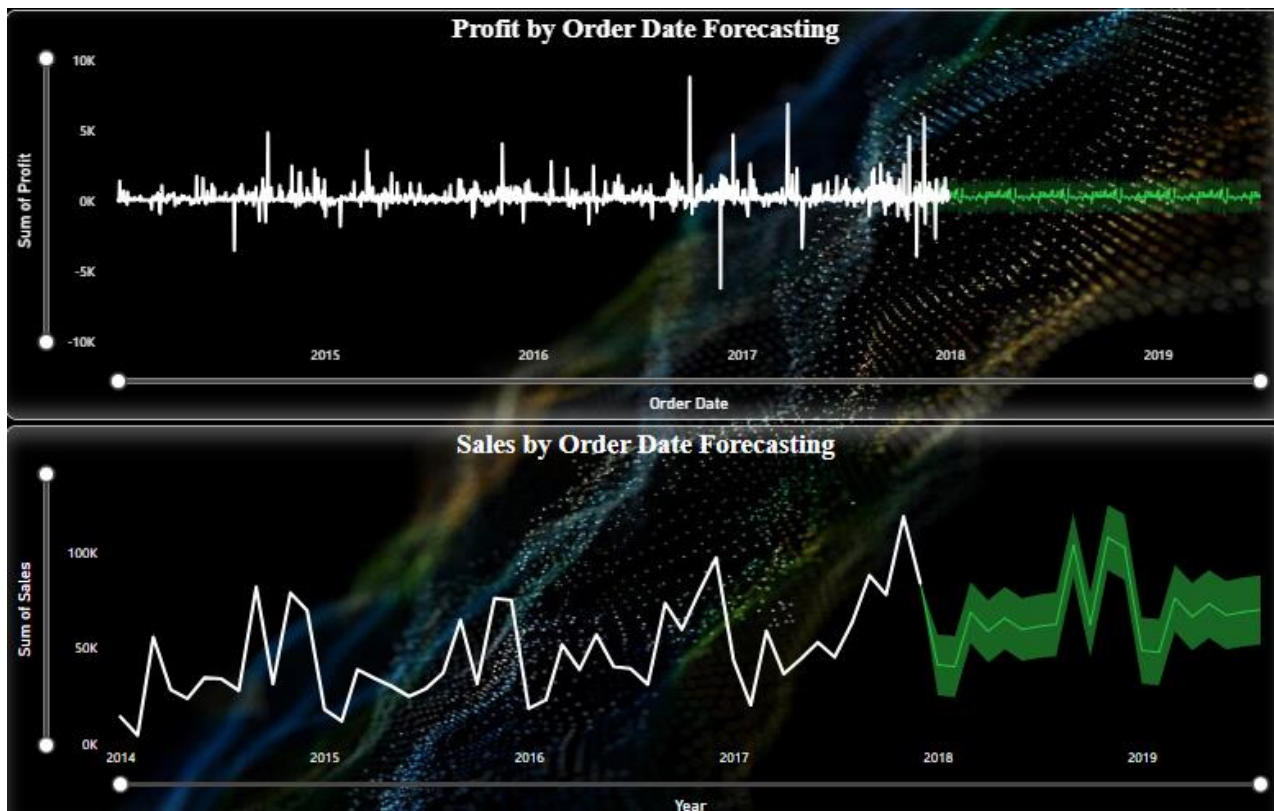 Profit by Order Date Forecasting
10K
5K
0K
-5K
-10K
Sum of Profit
2015 2016 2017 2018 2019
Order Date
Sales by Order Date Forecasting
100K
50K
0K
Sum of Sales
2014 2015 2016 2017 2018 2019
Year